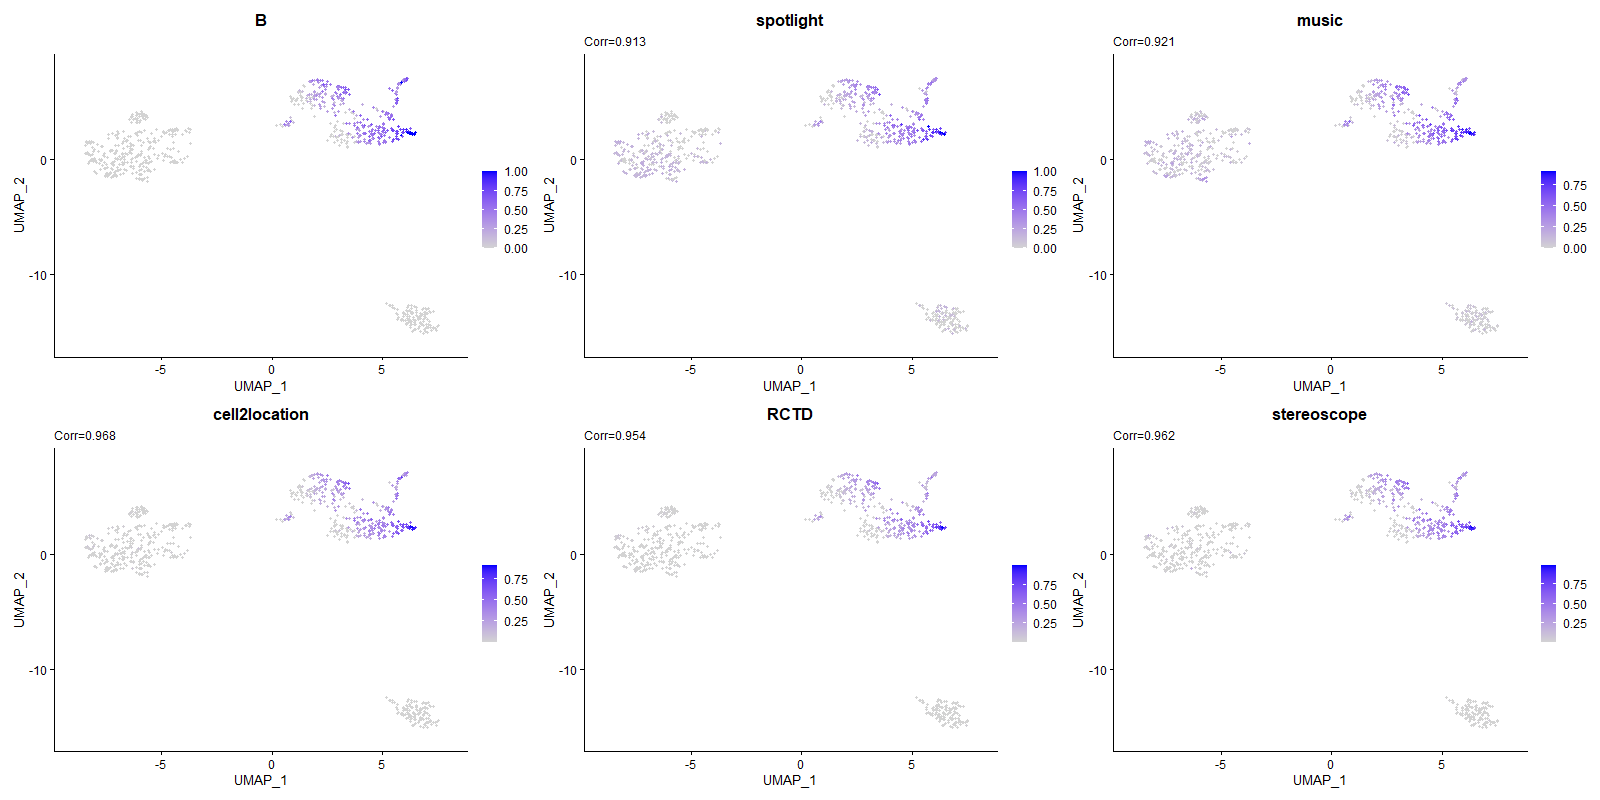 B
0
-10
-5
0
5
UMAP_1
UMAP_2
1.00
0.75
0.50
0.25
0.00
spotlight
Corr=0.913
0
-10
-5
0
5
UMAP_1
UMAP_2
1.00
0.75
0.50
0.25
0.00
music
Corr=0.921
0
-10
-5
0
5
UMAP_1
UMAP_2
0.75
0.50
0.25
0.00
cell2location
Corr=0.968
0
-10
-5
0
5
UMAP_1
UMAP_2
0.75
0.50
0.25
RCTD
Corr=0.954
0
-10
-5
0
5
UMAP_1
UMAP_2
0.75
0.50
0.25
stereoscope
Corr=0.962
0
-10
-5
0
5
UMAP_1
UMAP_2
0.75
0.50
0.25